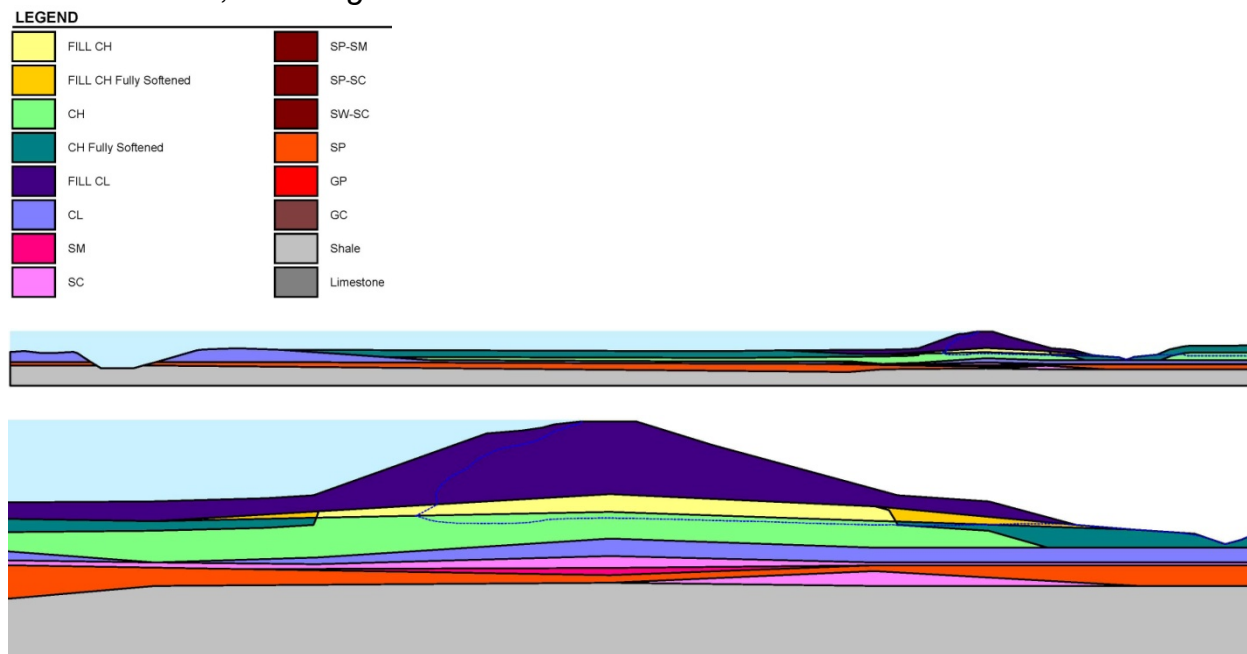 LEGEND
FILL CH
FILL CH Fully Softened
CH
CH Fully Softened
FILL CL
CL
SM
SC
SP-SM
SP-SC
SW-SC
SP
GP
GC
Shale
Limestone